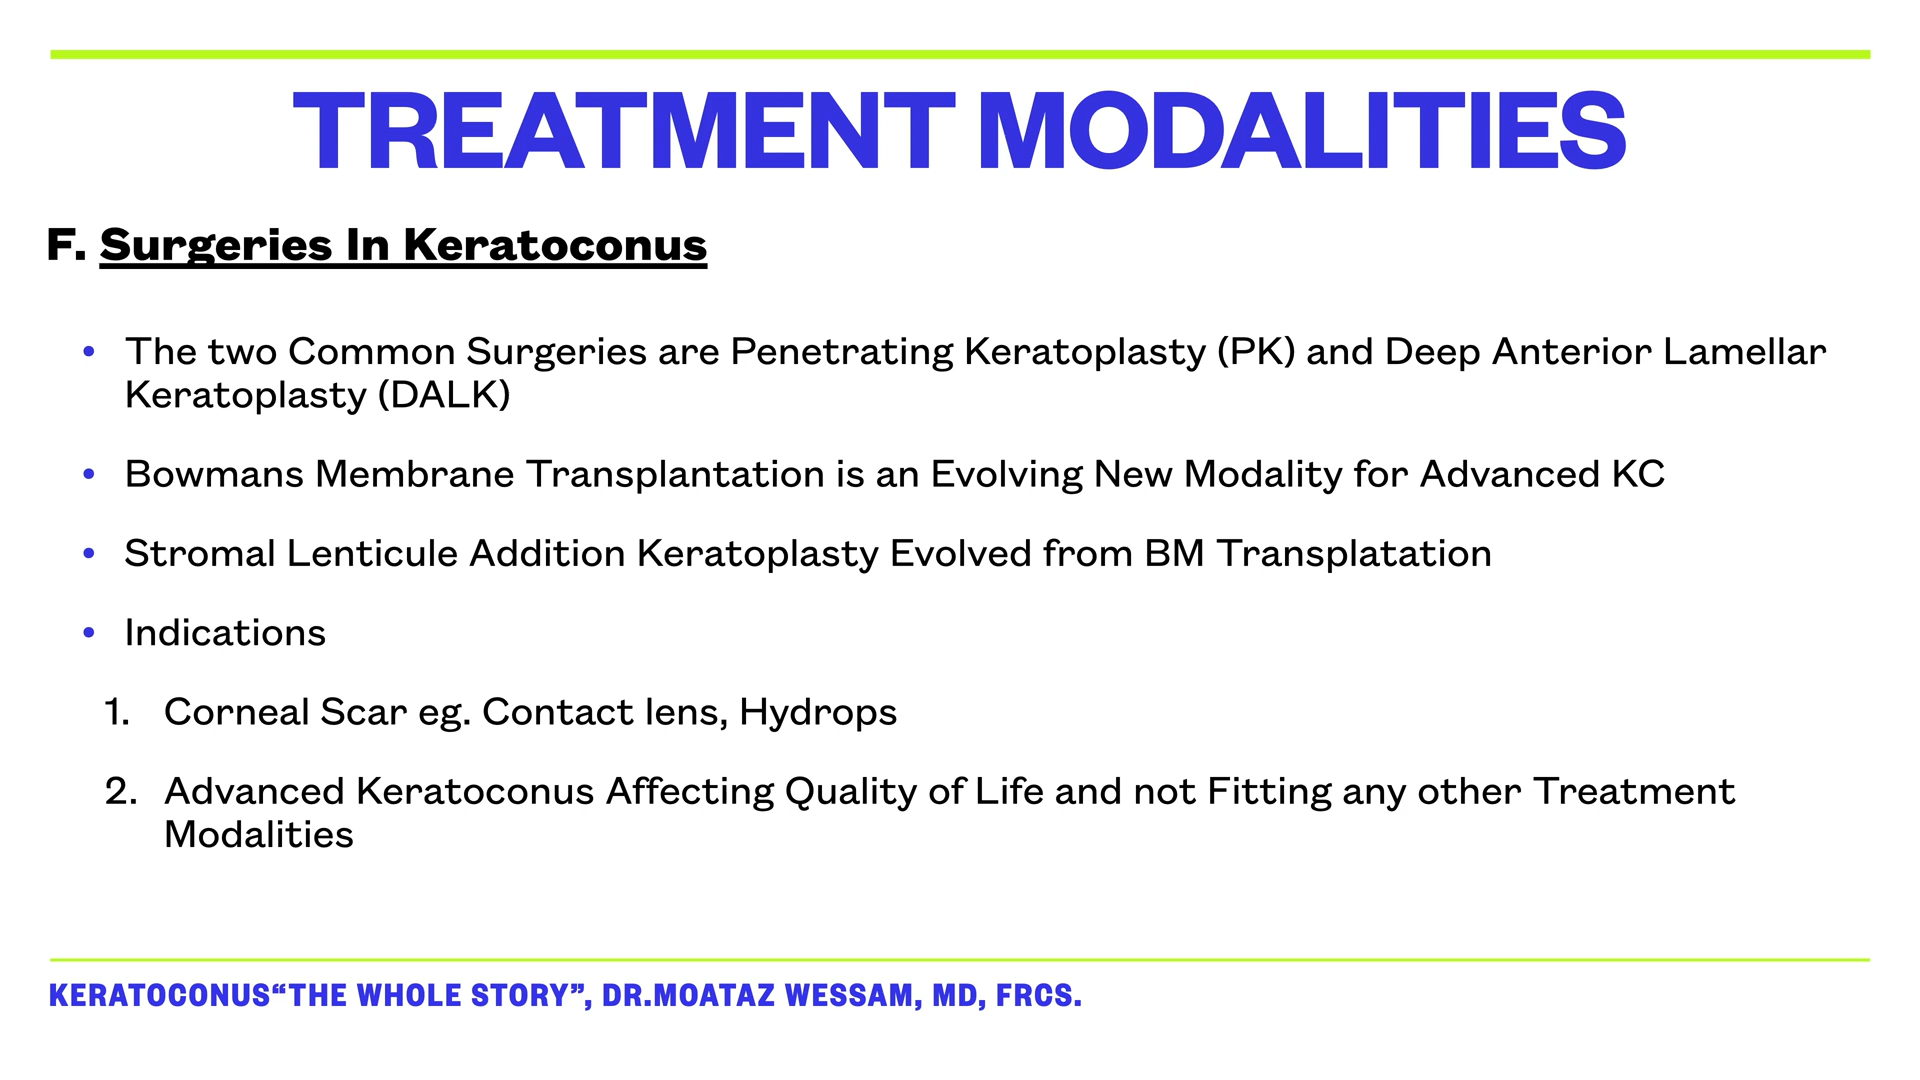 TREATMENT MODALITIES
F. Surgeries In Keratoconus
• The two Common Surgeries are Penetrating Keratoplasty (PK) and Deep Anterior Lamellar
Keratoplasty (DALK)
• Bowmans Membrane Transplantation is an Evolving New Modality for Advanced KC
• Stromal Lenticule Addition Keratoplasty Evolved from BM Transplatation
• Indications
1. Corneal Scar eg. Contact lens, Hydrops
2. Advanced Keratoconus Affecting Quality of Life and not Fitting any other Treatment
Modalities
KERATOCONUS“THE WHOLE STORY”, DR.MOATAZ WESSAM, MD, FRCS.